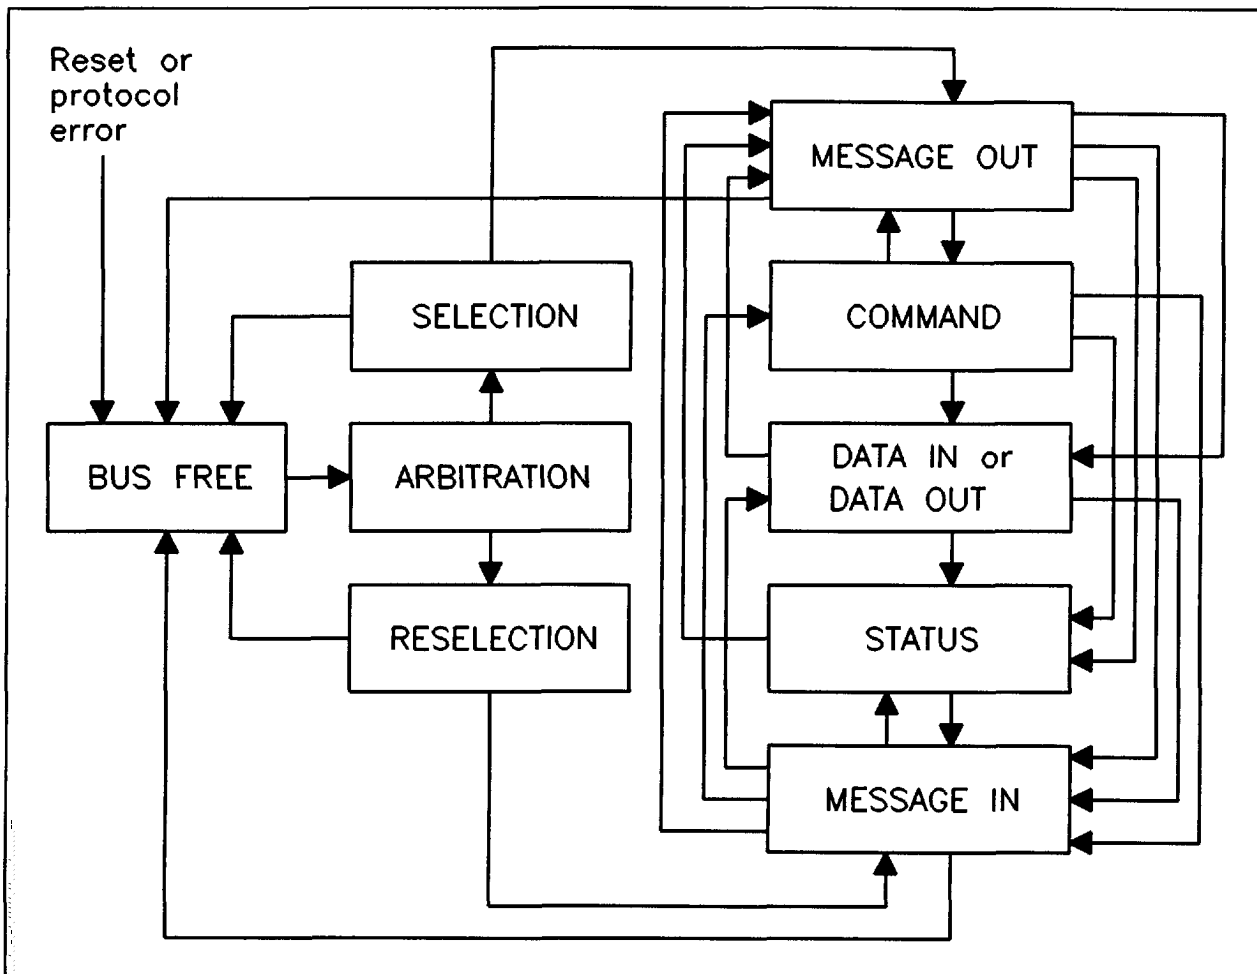 Reset or
protocol
error
MESSAGE OUT
SELECTION
COMMAND
BUS FREE
ARBITRATION
DATA IN or
DATA OUT
RESELECTION
STATUS
MESSAGE IN